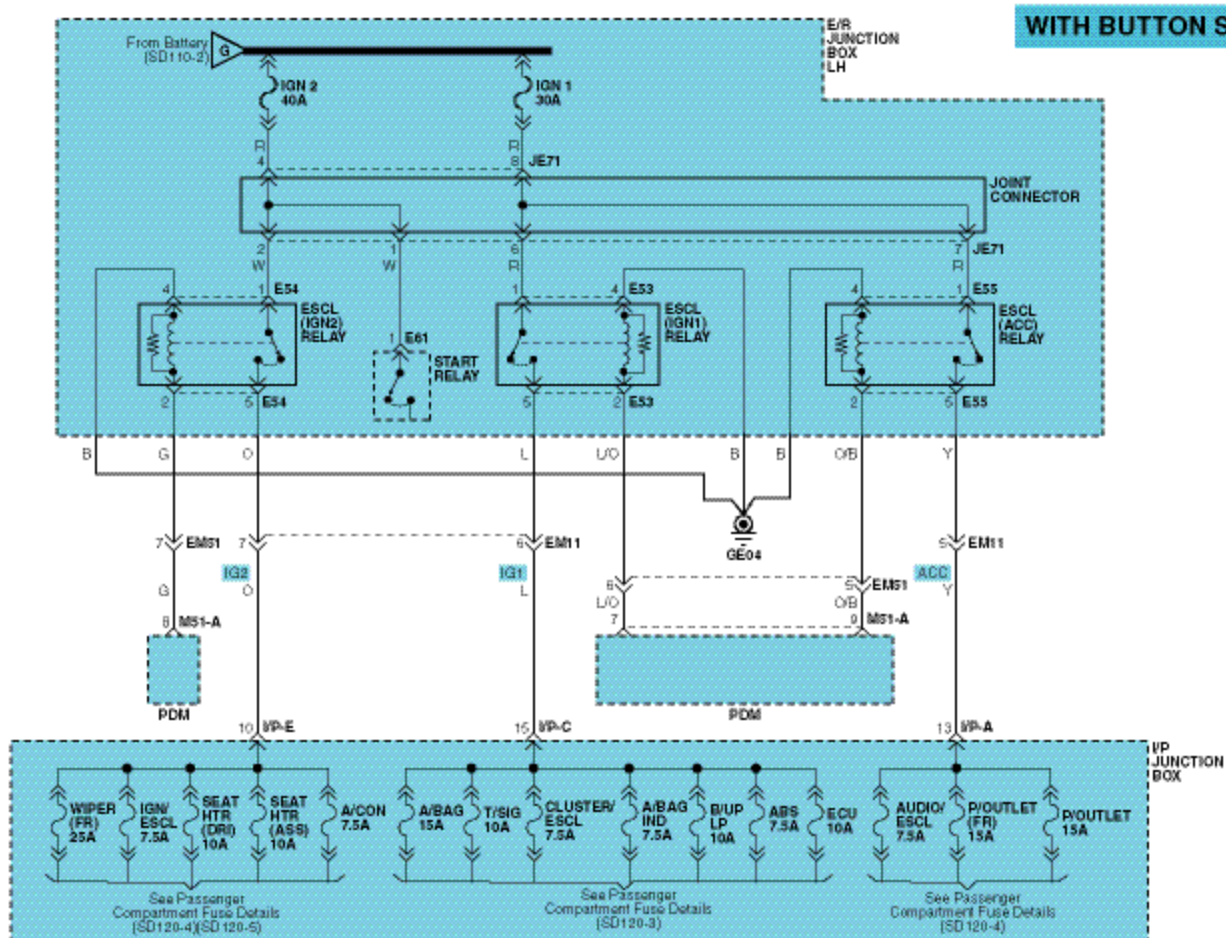 WITH BUTTON S
From Battery
(SD110-2)
G
E/R
JUNCTION
BOX
LH
IGN 2
40A
IGN 1
30A
R
4
R
8 JE71
JOINT
CONNECTOR
2
1
6
7 JE71
W
W
R
R
4
1 E54
1
4 E53
4
1 E55
ESCL
(IGN2)
RELAY
ESCL
(IGN1)
RELAY
ESCL
(ACC)
RELAY
1 E61
START
RELAY
2
5 E54
5
2 E53
2
5 E55
B
G
O
L
L/O
B
B
O/B
Y
GE04
7 EM51
7
6 EM11
5 EM11
IG2
IG1
ACC
6
5 EM51
G
O
L
L/O
O/B
Y
8 M51-A
7
9 M51-A
PDM
PDM
10 I/P-E
15 I/P-C
13 I/P-A
I/P
JUNCTION
BOX
WIPER
(FR)
25A
IGN/
ESCL
7.5A
SEAT
HTR
(DRI)
10A
SEAT
HTR
(ASS)
10A
A/CON
7.5A
A/BAG
15A
T/SIG
10A
CLUSTER/
ESCL
7.5A
A/BAG
IND
7.5A
B/UP
LP
10A
ABS
7.5A
ECU
10A
AUDIO/
ESCL
7.5A
P/OUTLET
(FR)
15A
P/OUTLET
15A
See Passenger
Compartment Fuse Details
(SD120-4)(SD120-5)
See Passenger
Compartment Fuse Details
(SD120-3)
See Passenger
Compartment Fuse Details
(SD120-4)